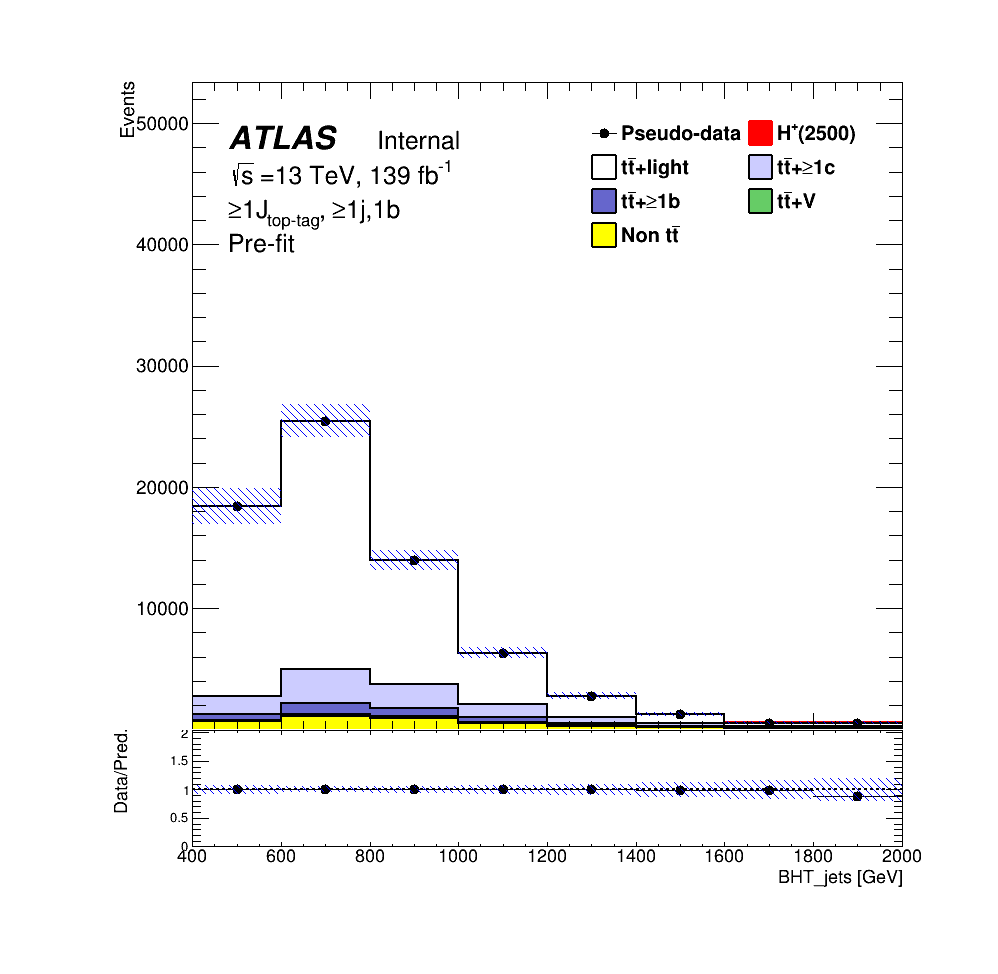 Events
50000
40000
30000
20000
10000
ATLAS Internal
√s =13 TeV, 139 fb⁻¹
≥1J_top-tag, ≥1j,1b
Pre-fit
Pseudo-data
H⁺(2500)
tt̄+light
tt̄+≥1c
tt̄+≥1b
tt̄+V
Non tt̄
Data/Pred.
2
1.5
1
0.5
0
400 600 800 1000 1200 1400 1600 1800 2000
BHT_jets [GeV]